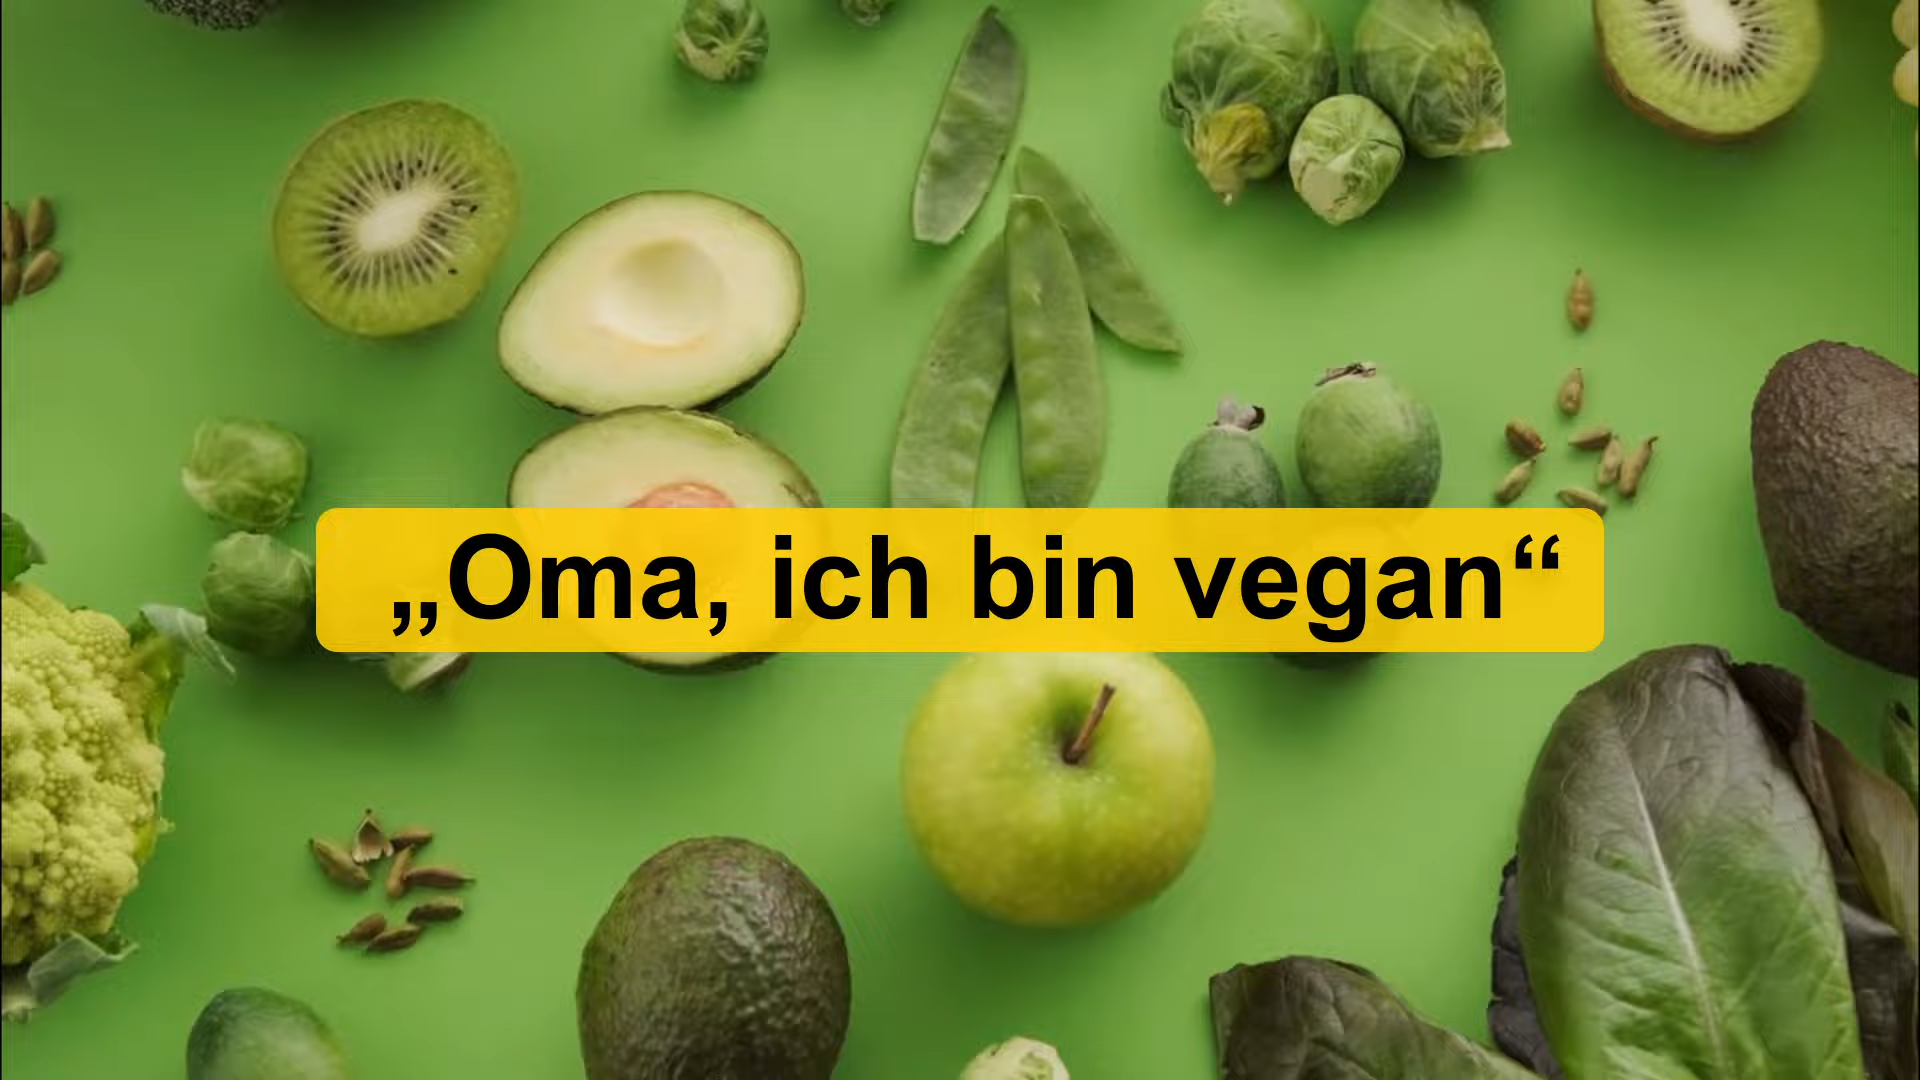 „Oma, ich bin vegan“